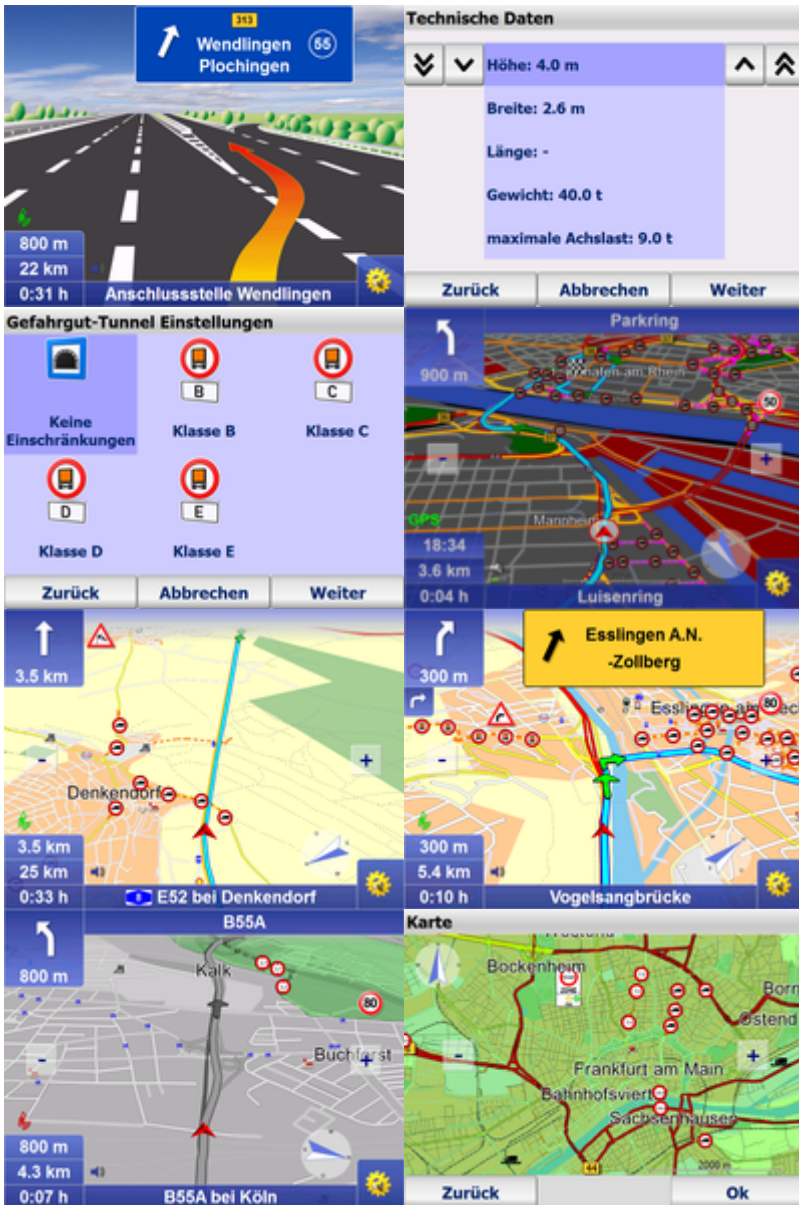 313
Wendlingen 55
Plochingen
800 m
22 km
0:31 h
Anschlussstelle Wendlingen
Technische Daten
Höhe: 4.0 m
Breite: 2.6 m
Länge: -
Gewicht: 40.0 t
maximale Achslast: 9.0 t
Zurück
Abbrechen
Weiter
Gefahrgut-Tunnel Einstellungen
Keine
Einschränkungen
B
Klasse B
C
Klasse C
D
Klasse D
E
Klasse E
Zurück
Abbrechen
Weiter
Parkring
900 m
50
-
+
GPS
Mannheim
18:34
3.6 km
0:04 h
Luisenring
3.5 km
-
+
Denkendorf
3.5 km
25 km
0:33 h
8 E52 bei Denkendorf
Esslingen A.N.
-Zollberg
300 m
80
-
+
300 m
5.4 km
0:10 h
Vogelsangbrücke
B55A
800 m
Kalk
80
-
+
Buchforst
800 m
4.3 km
0:07 h
B55A bei Köln
Karte
Bockenheim
Born
Ostend
-
+
Frankfurt am Main
Bahnhofsviert
Sachsenhausen
44
2000 m
Zurück
Ok